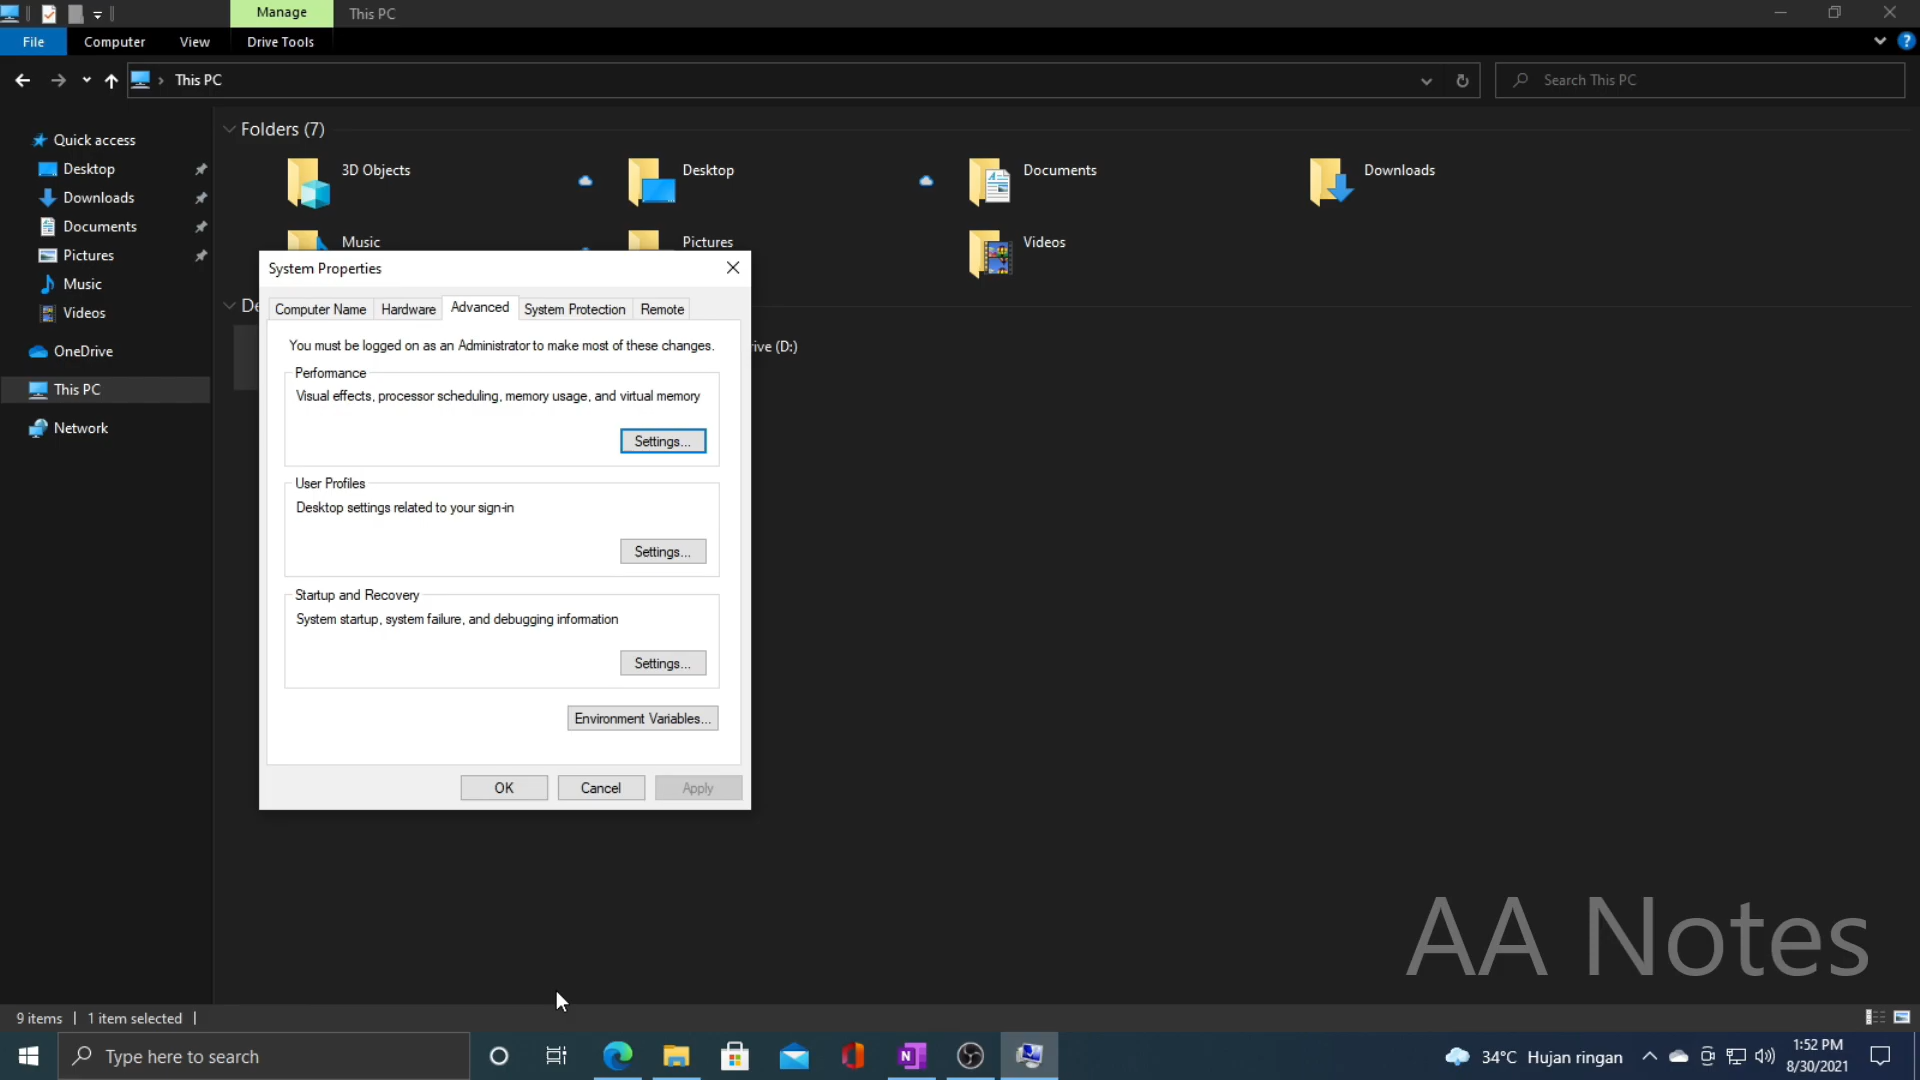 Manage
This PC
File
Computer
View
Drive Tools
This PC
Search This PC
Quick access
Desktop
Downloads
Documents
Pictures
Music
Videos
OneDrive
This PC
Network
Folders (7)
3D Objects
Desktop
Documents
Downloads
Music
Pictures
Videos
(D:)
System Properties
Computer Name
Hardware
Advanced
System Protection
Remote
You must be logged on as an Administrator to make most of these changes.
Performance
Visual effects, processor scheduling, memory usage, and virtual memory
Settings...
User Profiles
Desktop settings related to your sign-in
Settings...
Startup and Recovery
System startup, system failure, and debugging information
Settings...
Environment Variables...
OK
Cancel
Apply
AA Notes
9 items
1 item selected
Type here to search
34°C Hujan ringan
1:52 PM
8/30/2021